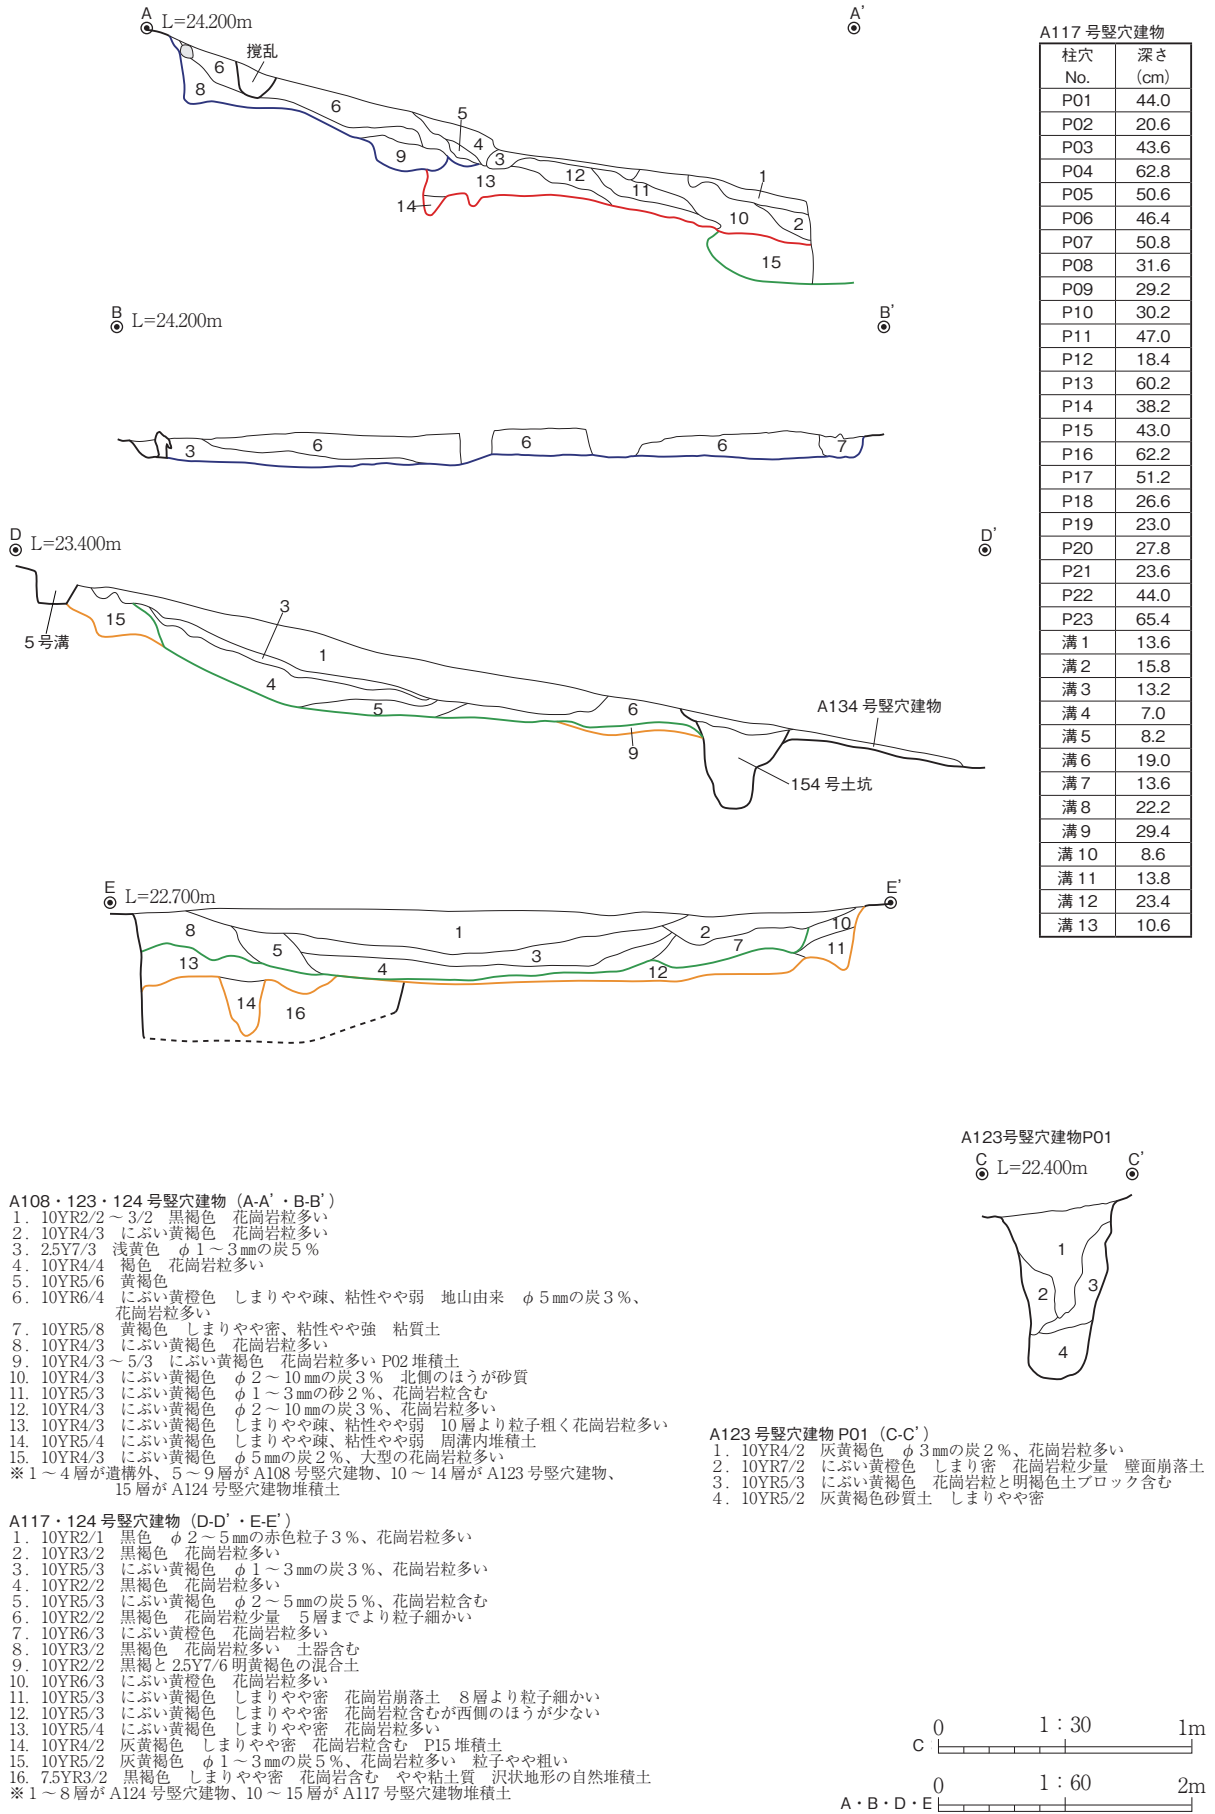 A
L=24.200m
A’
撹乱
6
8
6
5
4
9
3
13
12
11
1
14
10
2
15
B
L=24.200m
B’
3
6
6
6
7
D
L=23.400m
D’
15
3
5号溝
1
4
5
6
9
A134号竪穴建物
154号土坑
E
L=22.700m
E’
8
1
2
10
5
3
7
11
13
4
12
14
16
A117号竪穴建物
柱穴No. 深さ(cm)
P01 44.0
P02 20.6
P03 43.6
P04 62.8
P05 50.6
P06 46.4
P07 50.8
P08 31.6
P09 29.2
P10 30.2
P11 47.0
P12 18.4
P13 60.2
P14 38.2
P15 43.0
P16 62.2
P17 51.2
P18 26.6
P19 23.0
P20 27.8
P21 23.6
P22 44.0
P23 65.4
溝1 13.6
溝2 15.8
溝3 13.2
溝4 7.0
溝5 8.2
溝6 19.0
溝7 13.6
溝8 22.2
溝9 29.4
溝10 8.6
溝11 13.8
溝12 23.4
溝13 10.6
A123号竪穴建物P01
C
L=22.400m
C’
1
2
3
4
A108・123・124号竪穴建物（A-A’・B-B’）
1．10YR2/2～3/2　黒褐色　花崗岩粒多い
2．10YR4/3　にぶい黄褐色　花崗岩粒多い
3．2.5Y7/3　浅黄色　φ1～3㎜の炭5％
4．10YR4/4　褐色　花崗岩粒多い
5．10YR5/6　黄褐色
6．10YR6/4　にぶい黄橙色　しまりやや疎、粘性やや弱　地山由来　φ5㎜の炭3％、
花崗岩粒多い
7．10YR5/8　黄褐色　しまりやや密、粘性やや強　粘質土
8．10YR4/3　にぶい黄褐色　花崗岩粒多い
9．10YR4/3～5/3　にぶい黄褐色　花崗岩粒多い P02堆積土
10．10YR4/3　にぶい黄褐色　φ2～10㎜の炭3％　北側のほうが砂質
11．10YR5/3　にぶい黄褐色　φ1～3㎜の砂2％、花崗岩粒含む
12．10YR4/3　にぶい黄褐色　φ2～10㎜の炭3％、花崗岩粒多い
13．10YR4/3　にぶい黄褐色　しまりやや疎、粘性やや弱　10層より粒子粗く花崗岩粒多い
14．10YR5/4　にぶい黄褐色　しまりやや疎、粘性やや弱　周溝内堆積土
15．10YR4/3　にぶい黄褐色　φ5㎜の炭2％、大型の花崗岩粒多い
※1～4層が遺構外、5～9層がA108号竪穴建物、10～14層がA123号竪穴建物、
15層がA124号竪穴建物堆積土
A117・124号竪穴建物（D-D’・E-E’）
1．10YR2/1　黒色　φ2～5㎜の赤色粒子3％、花崗岩粒多い
2．10YR3/2　黒褐色　花崗岩粒多い
3．10YR5/3　にぶい黄褐色　φ1～3㎜の炭3％、花崗岩粒多い
4．10YR2/2　黒褐色　花崗岩粒多い
5．10YR5/3　にぶい黄褐色　φ2～5㎜の炭5％、花崗岩粒含む
6．10YR2/2　黒褐色　花崗岩粒少量　5層までより粒子細かい
7．10YR6/3　にぶい黄橙色　花崗岩粒多い
8．10YR3/2　黒褐色　花崗岩粒多い　土器含む
9．10YR2/2　黒褐と2.5Y7/6明黄褐色の混合土
10．10YR6/3　にぶい黄橙色　花崗岩粒多い
11．10YR5/3　にぶい黄褐色　しまりやや密　花崗岩崩落土　8層より粒子細かい
12．10YR5/3　にぶい黄褐色　しまりやや密　花崗岩粒含むが西側のほうが少ない
13．10YR5/4　にぶい黄褐色　しまりやや密　花崗岩粒多い
14．10YR4/2　灰黄褐色　しまりやや密　花崗岩粒含む　P15堆積土
15．10YR5/2　灰黄褐色　φ1～3㎜の炭5％、花崗岩粒多い　粒子やや粗い
16．7.5YR3/2　黒褐色　しまりやや密　花崗岩含む　やや粘土質　沢状地形の自然堆積土
※1～8層がA124号竪穴建物、10～15層がA117号竪穴建物堆積土
A123号竪穴建物P01（C-C’）
1．10YR4/2　灰黄褐色　φ3㎜の炭2％、花崗岩粒多い
2．10YR7/2　にぶい黄橙色　しまり密　花崗岩粒少量　壁面崩落土
3．10YR5/3　にぶい黄褐色　花崗岩粒と明褐色土ブロック含む
4．10YR5/2　灰黄褐色砂質土　しまりやや密
0　1：30　1m
C
0　1：60　2m
A・B・D・E